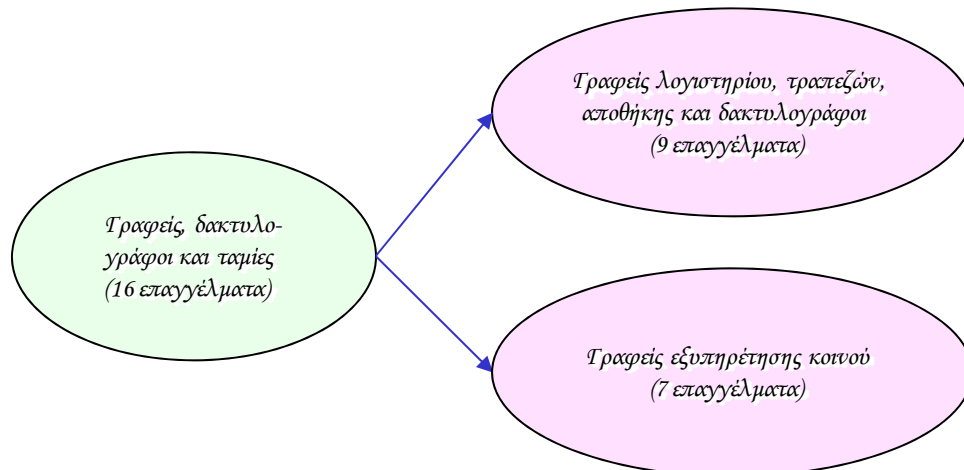 Γραφείς λογιστηρίου, τραπεζών,
αποθήκης και δακτυλογράφοι
(9 επαγγέλματα)
Γραφείς, δακτυλο-
γράφοι και ταμίες
(16 επαγγέλματα)
Γραφείς εξυπηρέτησης κοινού
(7 επαγγέλματα)